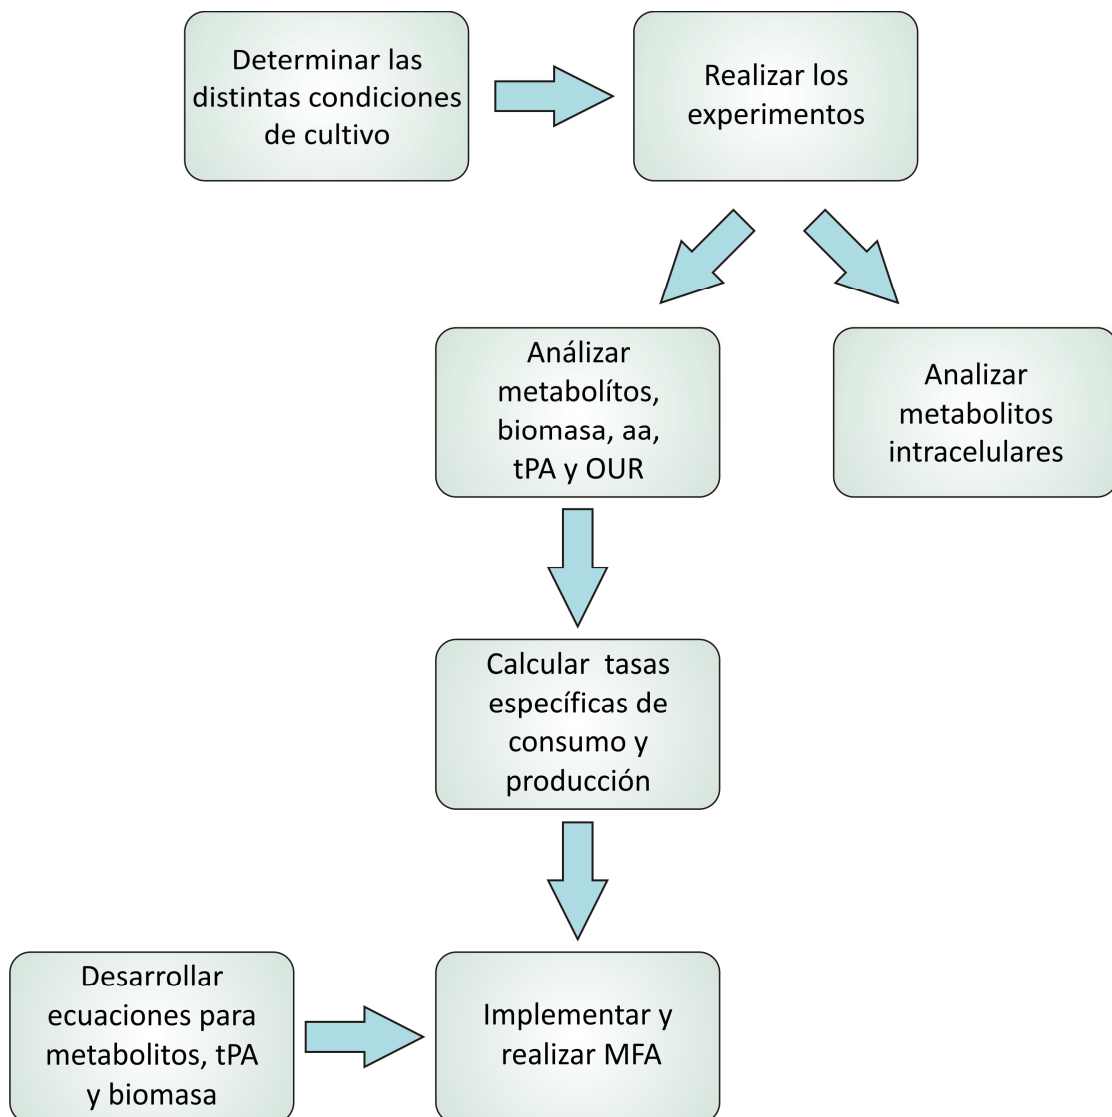 Determinar las
distintas condiciones
de cultivo
Realizar los
experimentos
Análizar
metabolítos,
biomasa, aa,
tPA y OUR
Analizar
metabolitos
intracelulares
Calcular tasas
específicas de
consumo y
producción
Desarrollar
ecuaciones para
metabolitos, tPA
y biomasa
Implementar y
realizar MFA